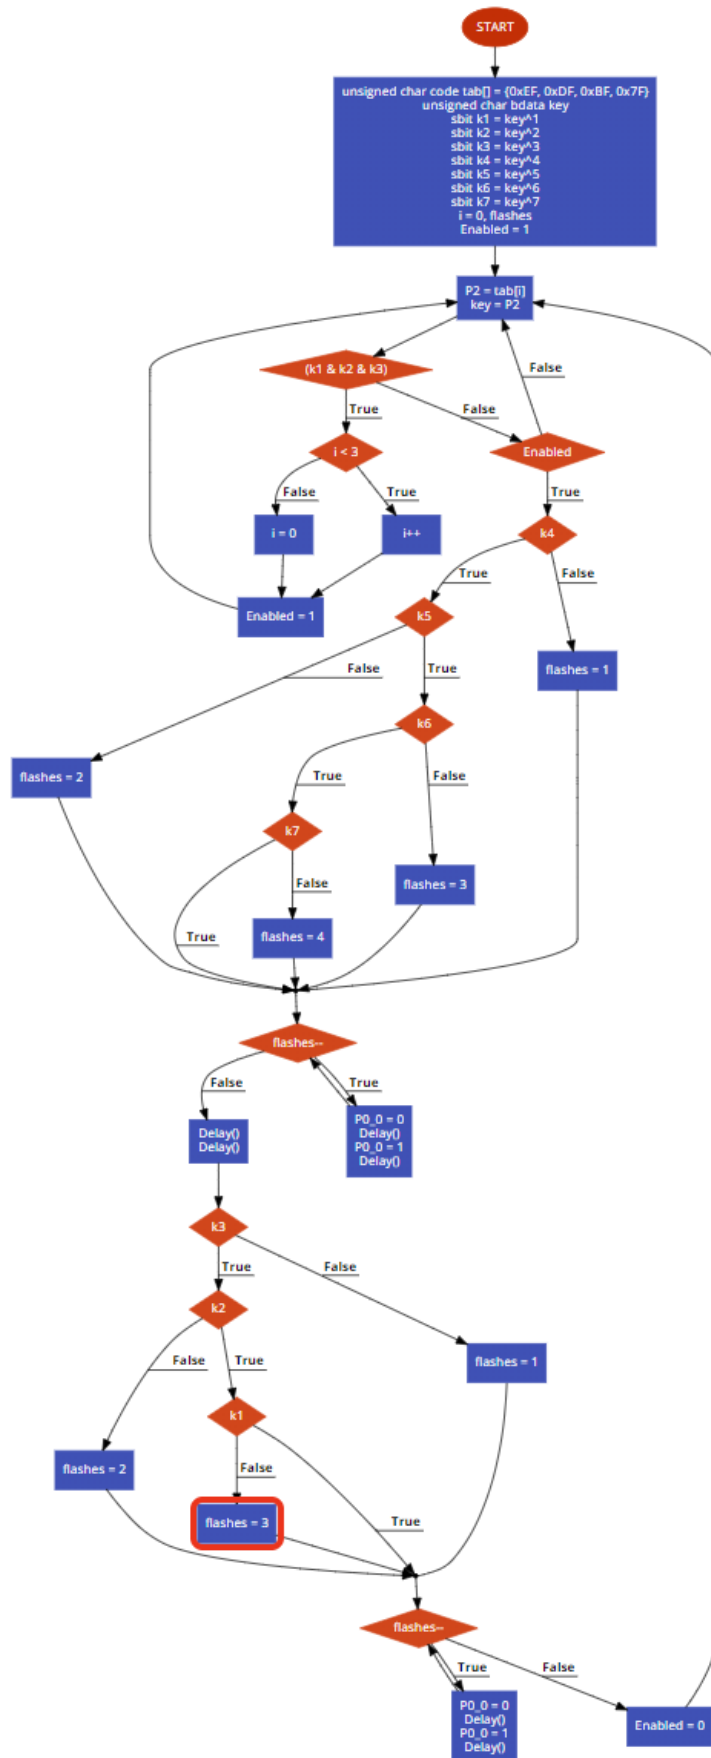 START
unsigned char code tab[] = {0xEF, 0xDF, 0xBF, 0x7F}
unsigned char bdata key
sbit k1 = key^1
sbit k2 = key^2
sbit k3 = key^3
sbit k4 = key^4
sbit k5 = key^5
sbit k6 = key^6
sbit k7 = key^7
i = 0, flashes
Enabled = 1
P2 = tab[i]
key = P2
(k1 & k2 & k3)
False
True
False
i < 3
Enabled
False
True
True
i = 0
i++
k4
True
False
Enabled = 1
k5
False
True
flashes = 1
k6
flashes = 2
True
False
k7
False
flashes = 3
True
flashes = 4
flashes--
False
True
Delay()
Delay()
P0_0 = 0
Delay()
P0_0 = 1
Delay()
k3
True
False
k2
False
True
flashes = 1
k1
False
flashes = 2
True
flashes = 3
flashes--
True
False
P0_0 = 0
Delay()
P0_0 = 1
Delay()
Enabled = 0